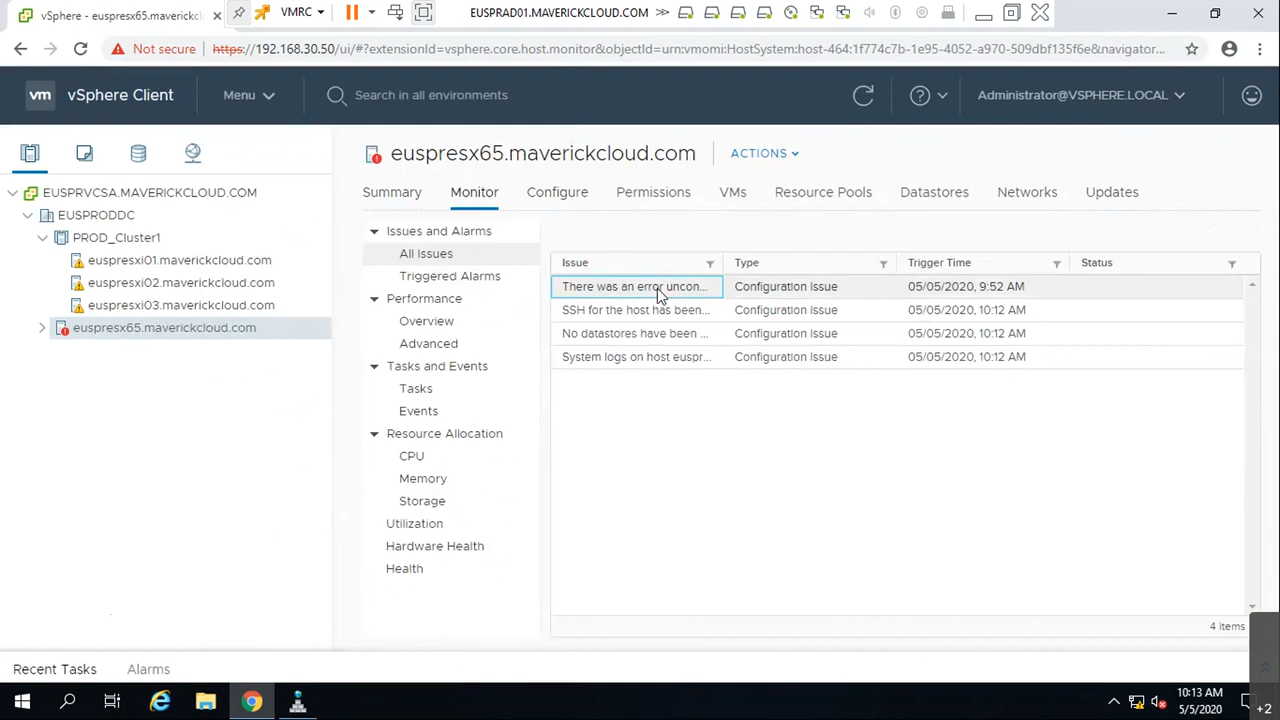 vSphere - euspresx65.maverickcl
VMRC
EUSPRAD01.MAVERICKCLOUD.COM
Not secure
https://192.168.30.50/ui/#?extensionId=vsphere.core.host.monitor&objectId=urn:vmomi:HostSystem:host-464:1f774c7b-1e95-4052-a970-509dbf135f6e&navigator...
vm
vSphere Client
Menu
Search in all environments
Administrator@VSPHERE.LOCAL
EUSPRVCSA.MAVERICKCLOUD.COM
EUSPRODDC
PROD_Cluster1
euspresxi01.maverickcloud.com
euspresxi02.maverickcloud.com
euspresxi03.maverickcloud.com
euspresx65.maverickcloud.com
euspresx65.maverickcloud.com
ACTIONS
Summary Monitor Configure Permissions VMs Resource Pools Datastores Networks Updates
Issues and Alarms
All Issues
Triggered Alarms
Performance
Overview
Advanced
Tasks and Events
Tasks
Events
Resource Allocation
CPU
Memory
Storage
Utilization
Hardware Health
Health
Issue Type Trigger Time Status
There was an error uncon... Configuration Issue 05/05/2020, 9:52 AM
SSH for the host has been... Configuration Issue 05/05/2020, 10:12 AM
No datastores have been ... Configuration Issue 05/05/2020, 10:12 AM
System logs on host euspr... Configuration Issue 05/05/2020, 10:12 AM
4 items
Recent Tasks Alarms
10:13 AM
5/5/2020
+2